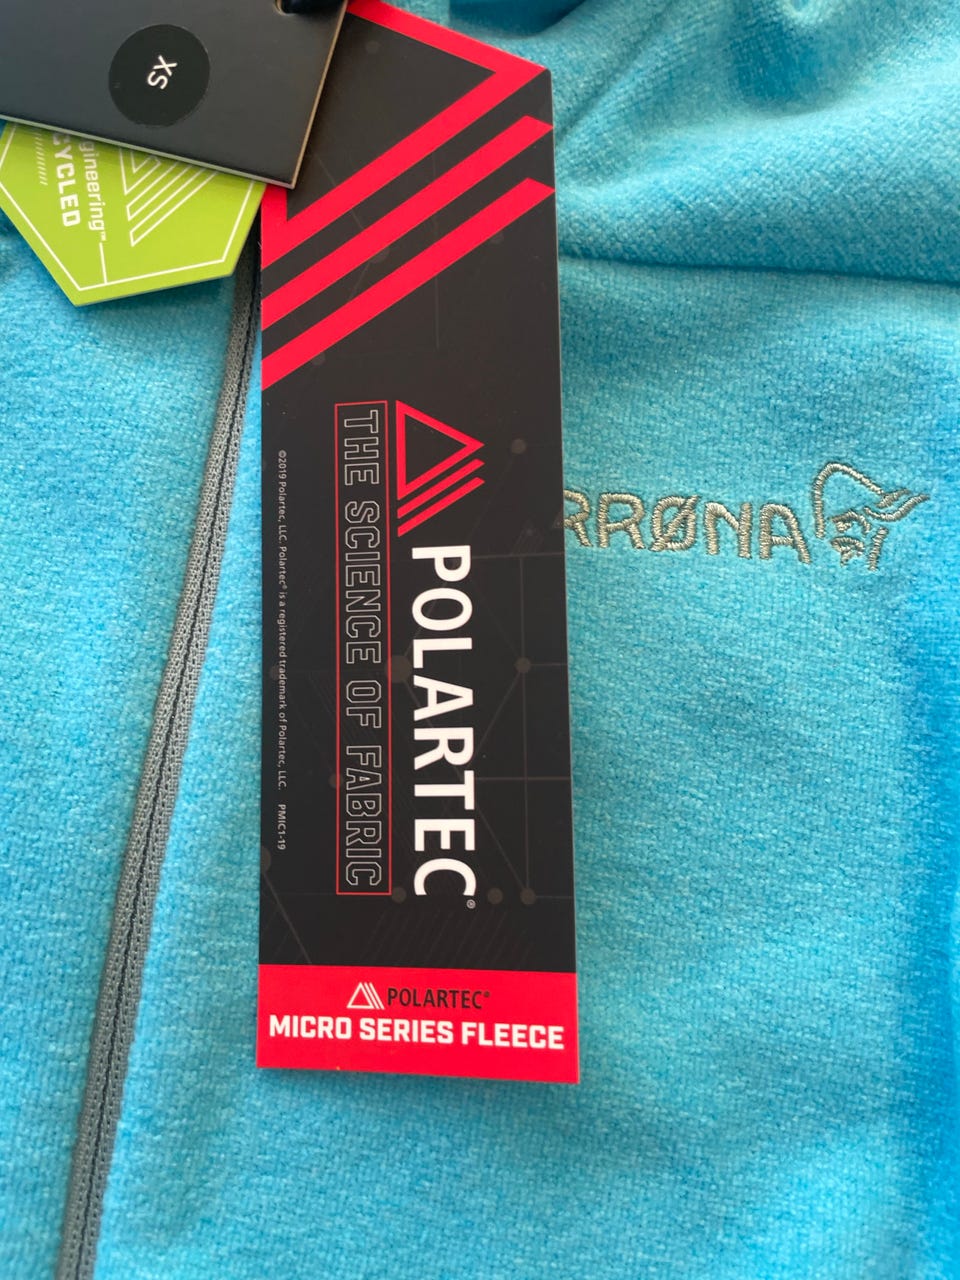 XS
gineering™
CYCLED
POLARTEC®
THE SCIENCE OF FABRIC
©2019 Polartec, LLC. Polartec® is a registered trademark of Polartec, LLC. PMIC1-19
RRØNA
POLARTEC®
MICRO SERIES FLEECE